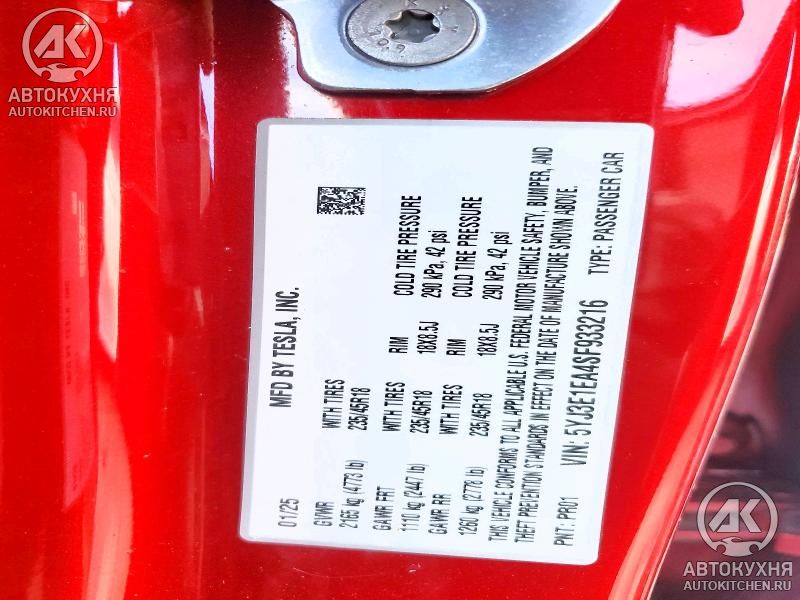 AK
АВТОКУХНЯ
AUTOKITCHEN.RU
MFD BY TESLA, INC.
01/25
GVWR
2165 kg (4773 lb)
WITH TIRES
235/45R18
GAWR FRT
1110 kg (2447 lb)
WITH TIRES
235/45R18
RIM
18X8.5J
COLD TIRE PRESSURE
290 kPa, 42 psi
GAWR RR
1260 kg (2778 lb)
WITH TIRES
235/45R18
RIM
18X8.5J
COLD TIRE PRESSURE
290 kPa, 42 psi
THIS VEHICLE CONFORMS TO ALL APPLICABLE U.S. FEDERAL MOTOR VEHICLE SAFETY, BUMPER, AND
THEFT PREVENTION STANDARDS IN EFFECT ON THE DATE OF MANUFACTURE SHOWN ABOVE.
PNT: PR01 VIN: 5YJ3E1EA4SF933216 TYPE: PASSENGER CAR
AK
АВТОКУХНЯ
AUTOKITCHEN.RU